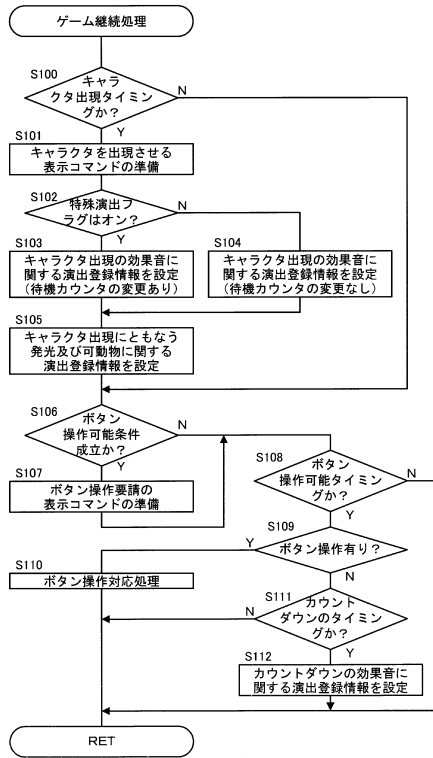 ゲーム継続処理
S100
キャラ
クタ出現タイミン
グか？
N
Y
S101
キャラクタを出現させる
表示コマンドの準備
S102
特殊演出フ
ラグはオン？
N
Y
S103
キャラクタ出現の効果音に
関する演出登録情報を設定
（待機カウンタの変更あり）
S104
キャラクタ出現の効果音に
関する演出登録情報を設定
（待機カウンタの変更なし）
S105
キャラクタ出現にともなう
発光及び可動物に関する
演出登録情報を設定
S106
ボタン
操作可能条件
成立か？
N
Y
S107
ボタン操作要請の
表示コマンドの準備
S108
ボタン
操作可能タイミ
ングか？
N
Y
S109
ボタン操作有り？
Y
N
S110
ボタン操作対応処理
S111
カウント
ダウンのタイミン
グか？
N
Y
S112
カウントダウンの効果音に
関する演出登録情報を設定
RET